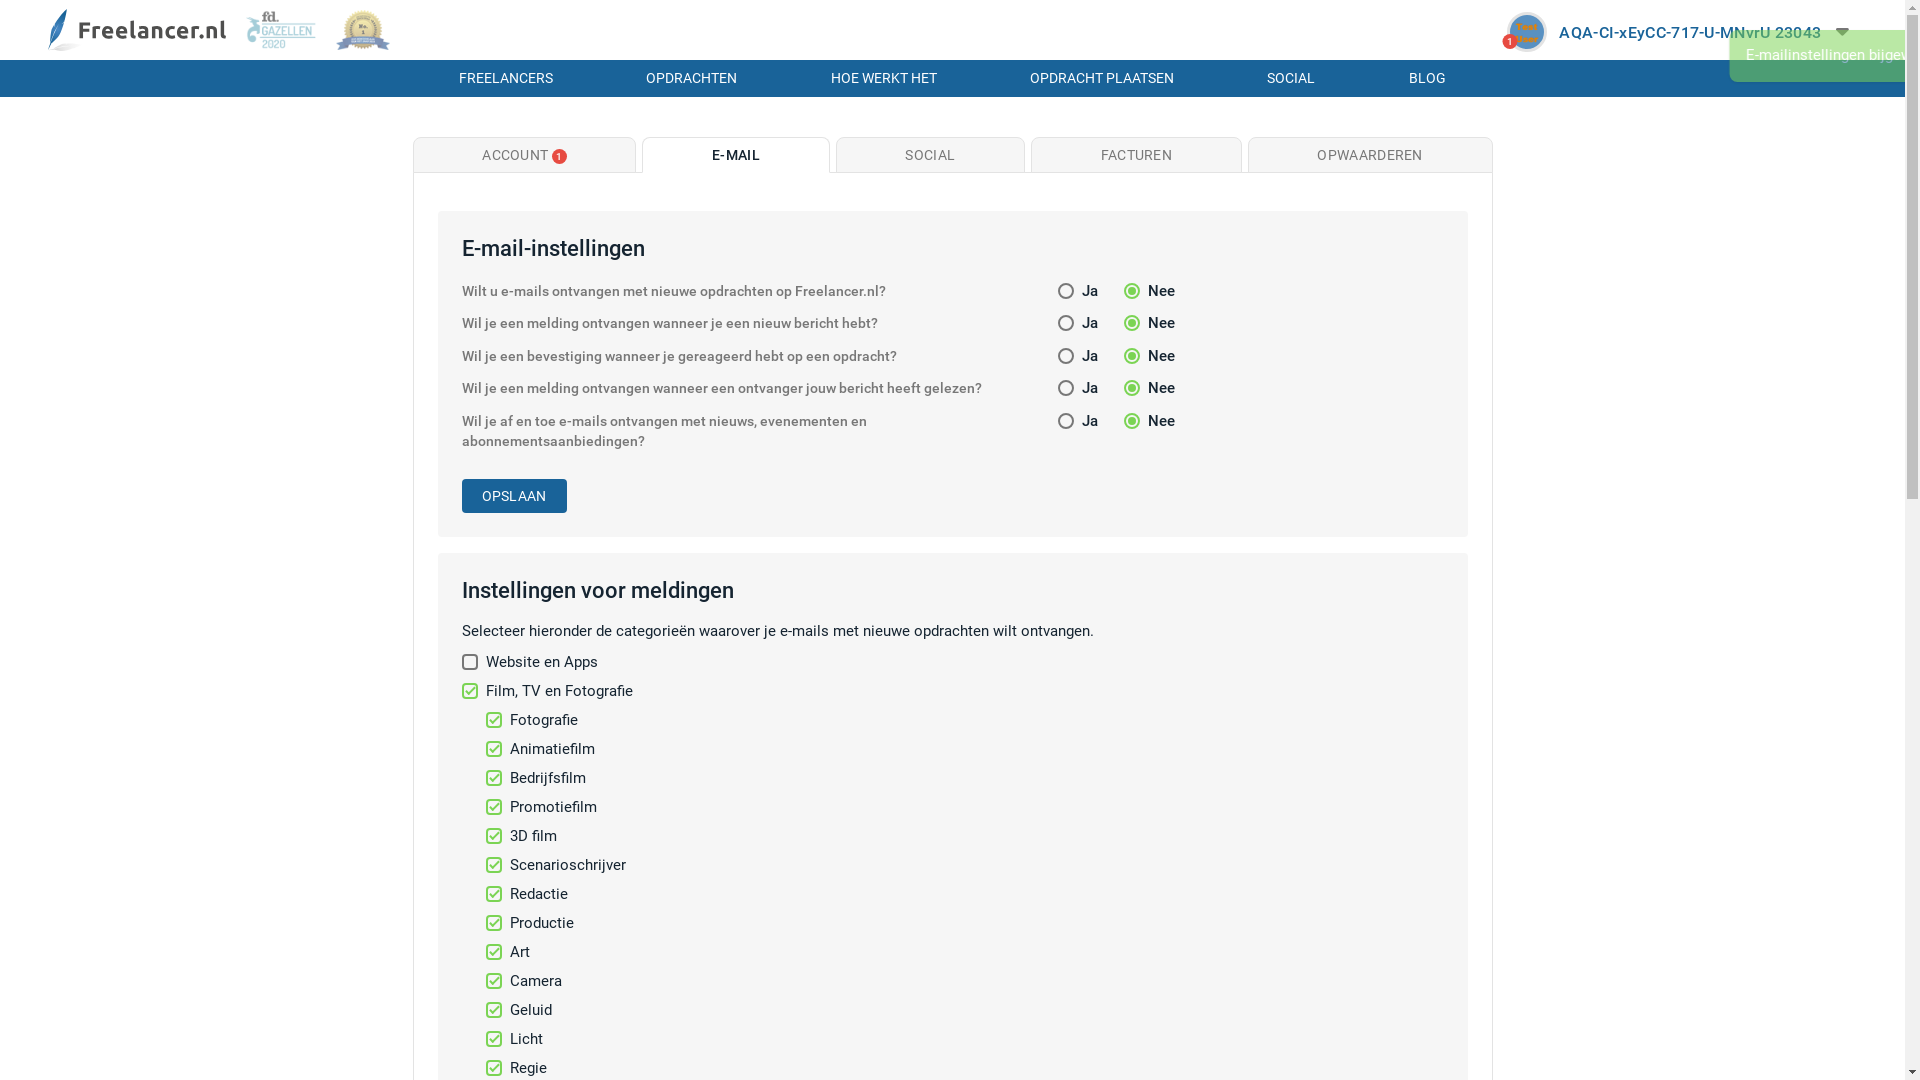 Freelancer.nl
fd.
GAZELLEN
2020
No.
1
1
AQA-CI-xEyCC-717-U-MNvrU 23043
E-mailinstellingen
FREELANCERS
OPDRACHTEN
HOE WERKT HET
OPDRACHT PLAATSEN
SOCIAL
BLOG
ACCOUNT 1
E-MAIL
SOCIAL
FACTUREN
OPWAARDEREN
E-mail-instellingen
Wilt u e-mails ontvangen met nieuwe opdrachten op Freelancer.nl? Ja Nee
Wil je een melding ontvangen wanneer je een nieuw bericht hebt? Ja Nee
Wil je een bevestiging wanneer je gereageerd hebt op een opdracht? Ja Nee
Wil je een melding ontvangen wanneer een ontvanger jouw bericht heeft gelezen? Ja Nee
Wil je af en toe e-mails ontvangen met nieuws, evenementen en Ja Nee
abonnementsaanbiedingen?
OPSLAAN
Instellingen voor meldingen
Selecteer hieronder de categorieën waarover je e-mails met nieuwe opdrachten wilt ontvangen.
Website en Apps
Film, TV en Fotografie
Fotografie
Animatiefilm
Bedrijfsfilm
Promotiefilm
3D film
Scenarioschrijver
Redactie
Productie
Art
Camera
Geluid
Licht
Regie